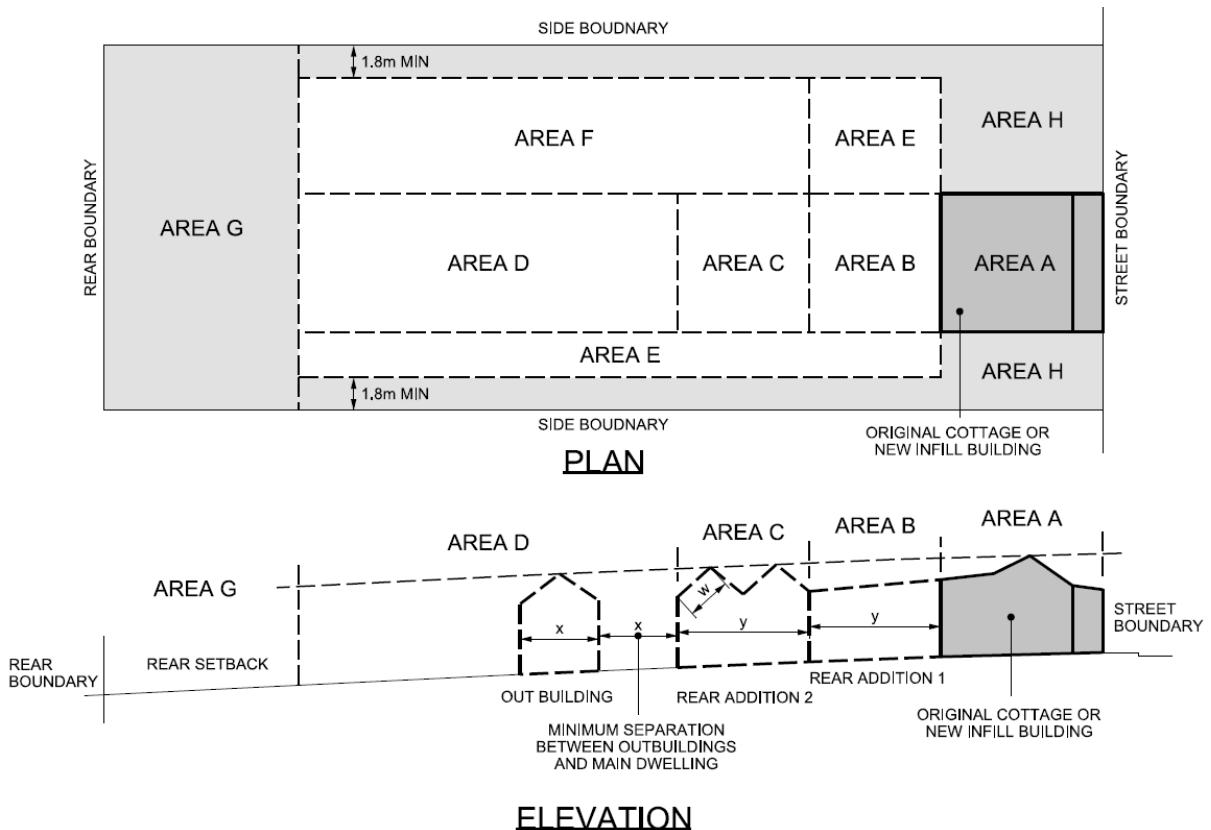 SIDE BOUDNARY
1.8m MIN
AREA F
AREA E
AREA H
REAR BOUNDARY
AREA G
AREA D
AREA C
AREA B
AREA A
STREET BOUNDARY
AREA E
AREA H
1.8m MIN
SIDE BOUDNARY
ORIGINAL COTTAGE OR
NEW INFILL BUILDING
PLAN
AREA D
AREA C
AREA B
AREA A
AREA G
w
x
x
y
y
STREET
BOUNDARY
REAR
BOUNDARY
REAR SETBACK
OUT BUILDING
REAR ADDITION 2
REAR ADDITION 1
MINIMUM SEPARATION
BETWEEN OUTBUILDINGS
AND MAIN DWELLING
ORIGINAL COTTAGE OR
NEW INFILL BUILDING
ELEVATION